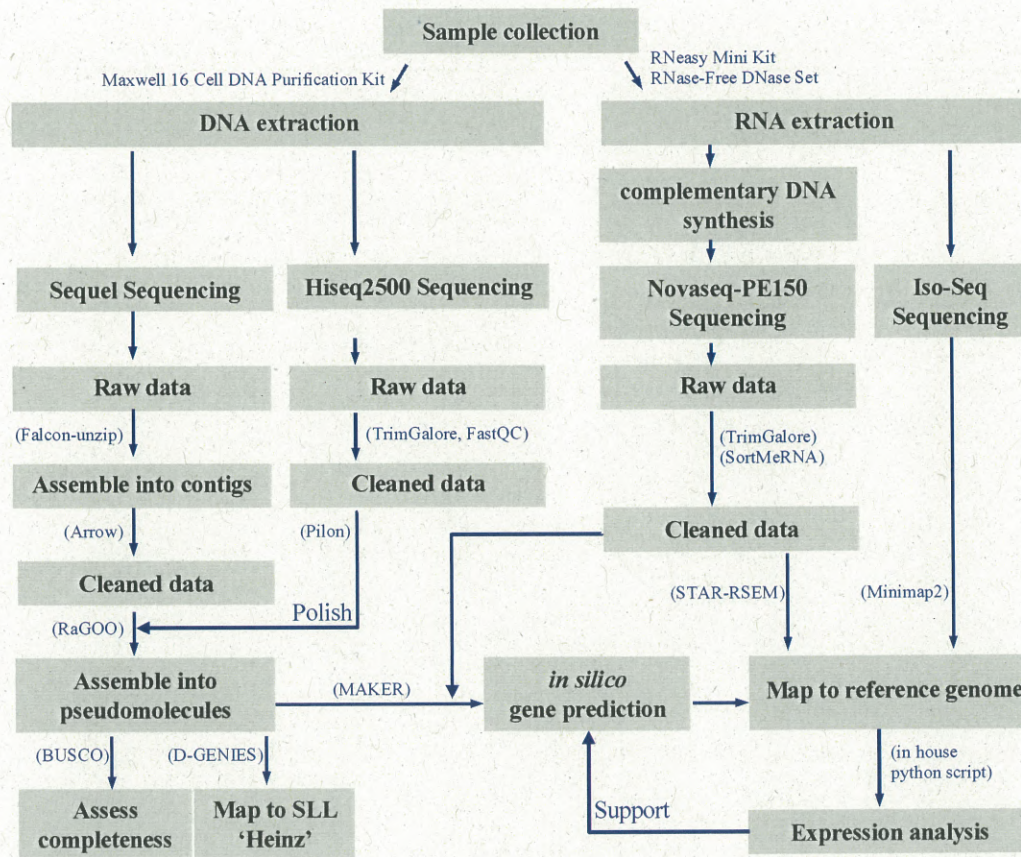 Sample collection
Maxwell 16 Cell DNA Purification Kit
RNeasy Mini Kit
RNase-Free DNase Set
DNA extraction
RNA extraction
complementary DNA
synthesis
Sequel Sequencing
Hiseq2500 Sequencing
Novaseq-PE150
Sequencing
Iso-Seq
Sequencing
Raw data
Raw data
Raw data
(Falcon-unzip)
(TrimGalore, FastQC)
(TrimGalore)
(SortMeRNA)
Assemble into contigs
Cleaned data
(Arrow)
(Pilon)
Cleaned data
Cleaned data
(STAR-RSEM)
(Minimap2)
Polish
(RaGOO)
Assemble into
pseudomolecules
(MAKER)
in silico
gene prediction
Map to reference genome
(BUSCO)
(D-GENIES)
(in house
python script)
Assess
completeness
Map to SLL
‘Heinz’
Support
Expression analysis